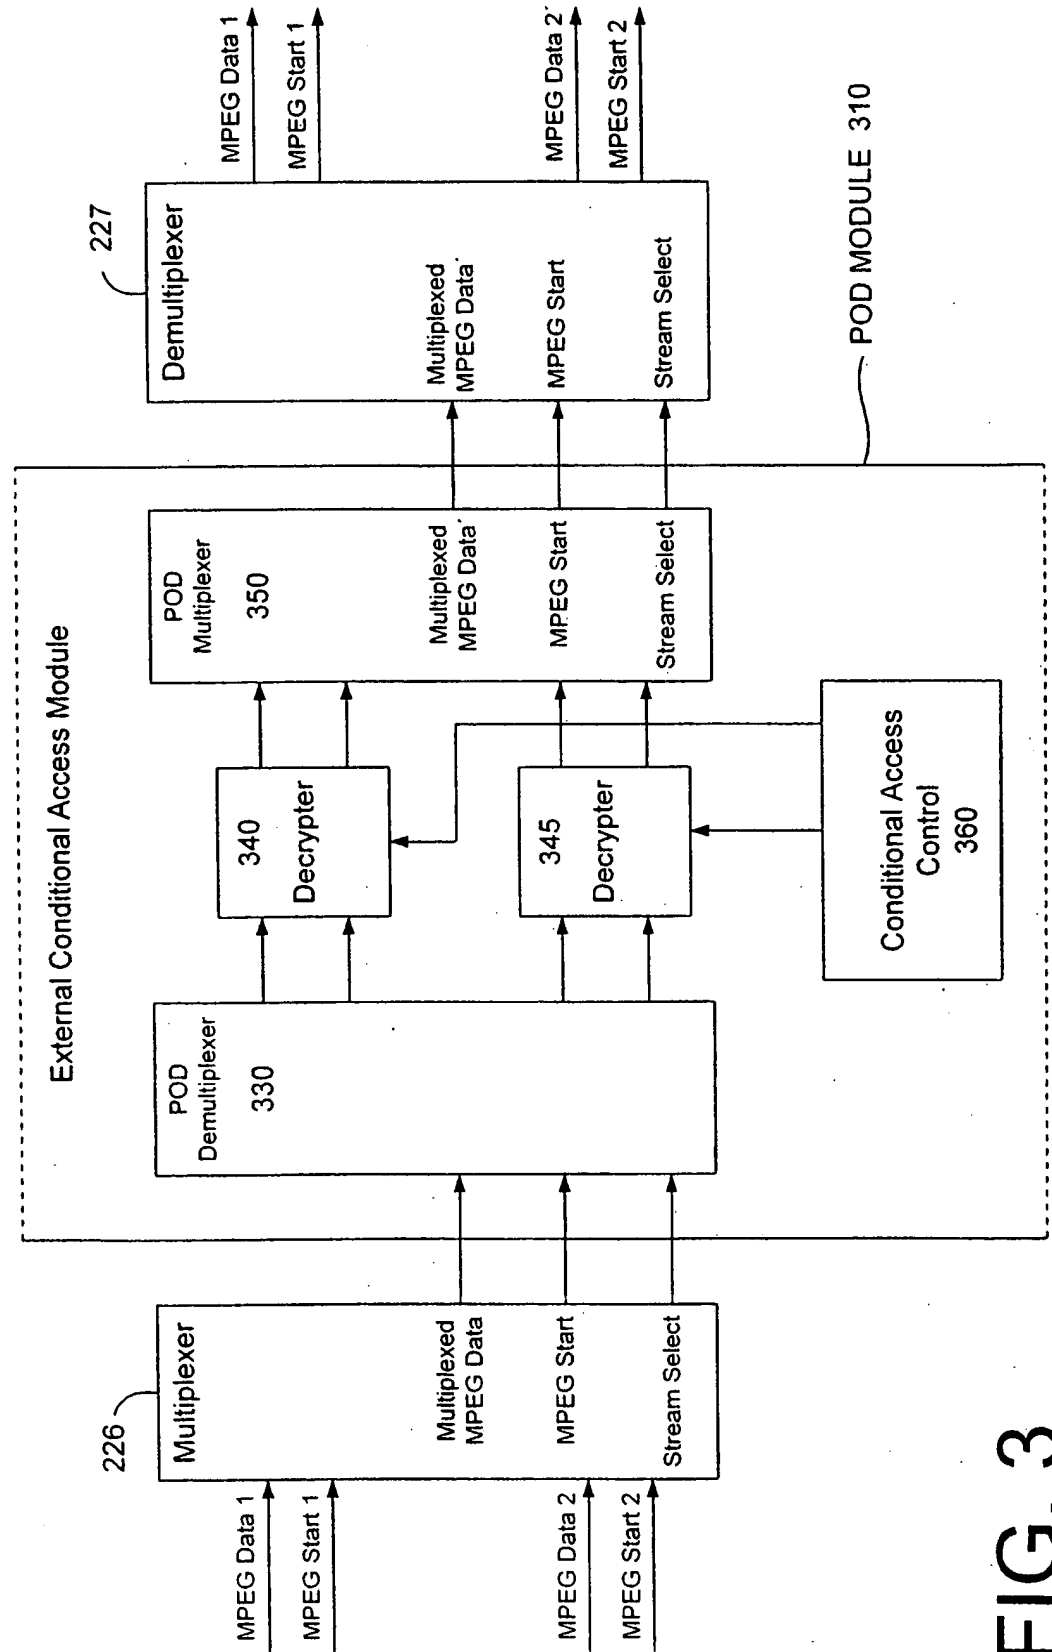 External Conditional Access Module
MPEG Data 1
MPEG Start 1
MPEG Data 2
MPEG Start 2
226
Multiplexer
Multiplexed
MPEG Data
MPEG Start
Stream Select
POD
Demultiplexer
330
340
Decrypter
345
Decrypter
Conditional Access
Control
360
POD
Multiplexer
350
Multiplexed
MPEG Data'
MPEG Start
Stream Select
227
Demultiplexer
Multiplexed
MPEG Data'
MPEG Start
Stream Select
MPEG Data 1
MPEG Start 1
MPEG Data 2'
MPEG Start 2
POD MODULE 310
FIG. 3